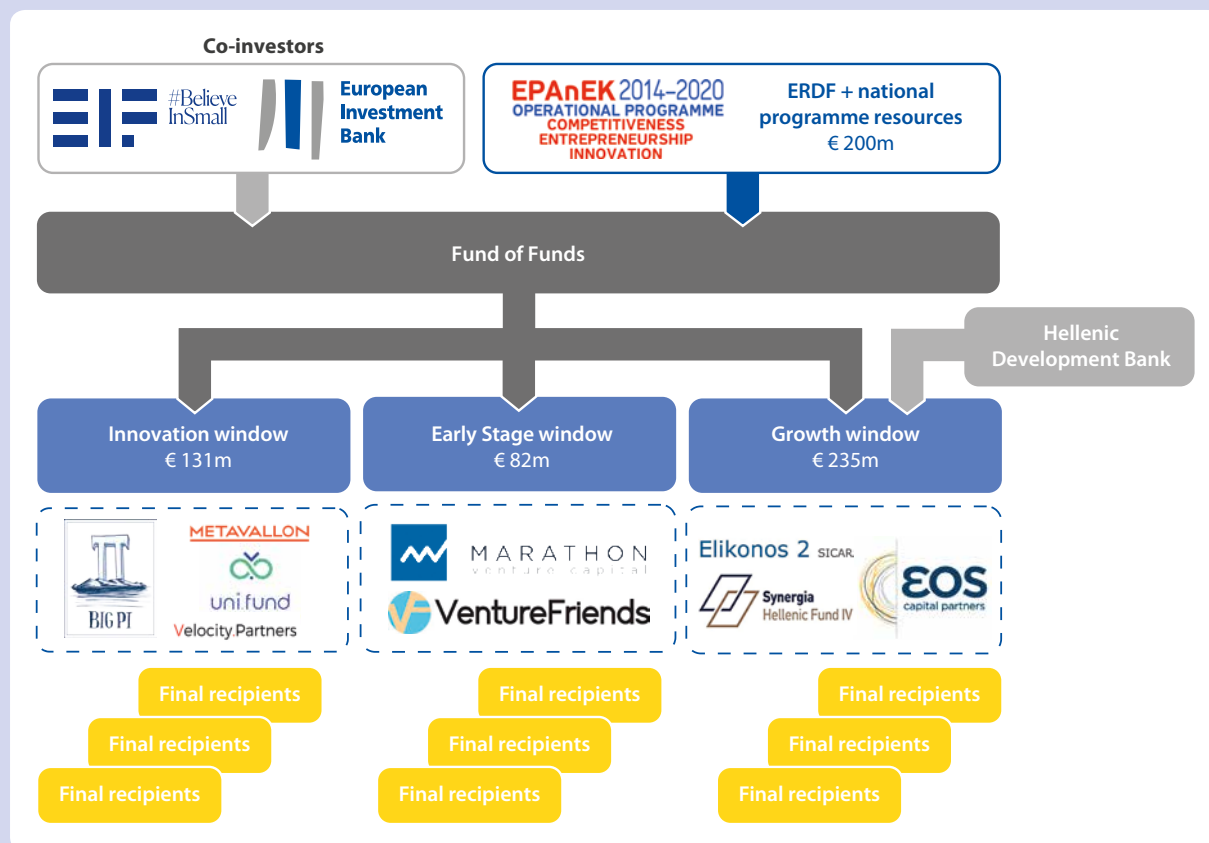 Co-investors
EIF
#Believe
InSmall
European
Investment
Bank
EPAnEK 2014–2020
OPERATIONAL PROGRAMME
COMPETITIVENESS
ENTREPRENEURSHIP
INNOVATION
ERDF + national
programme resources
€ 200m
Fund of Funds
Hellenic
Development Bank
Innovation window
€ 131m
Early Stage window
€ 82m
Growth window
€ 235m
BIG PI
METAVALLON
uni.fund
Velocity.Partners
MARATHON
venture capital
VentureFriends
Elikonos 2 SICAR
Synergia
Hellenic Fund IV
EOS
capital partners
Final recipients
Final recipients
Final recipients
Final recipients
Final recipients
Final recipients
Final recipients
Final recipients
Final recipients